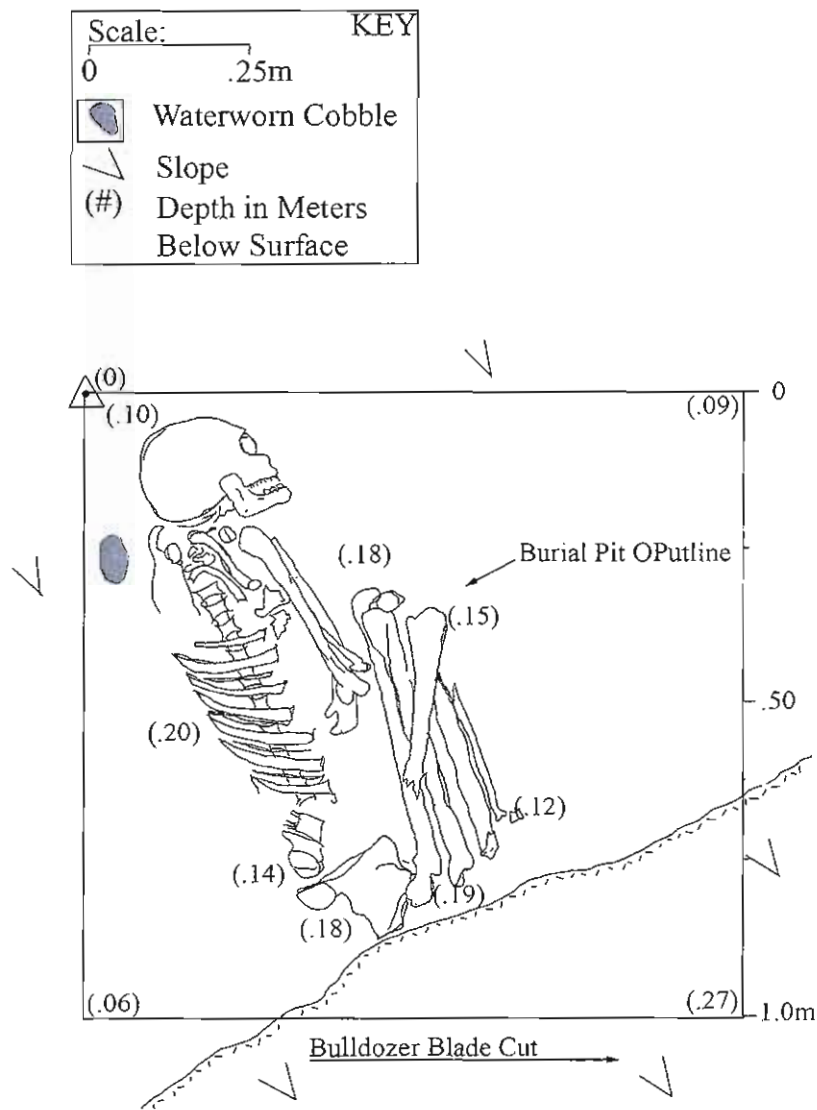 Scale: KEY
0 .25m
Waterworn Cobble
Slope
(#) Depth in Meters
Below Surface
(0)
0
(.10)
(.09)
(.18)
Burial Pit OPutline
(.15)
.50
(.20)
(.12)
(.14)
(.19)
(.18)
(.06)
(.27)
1.0m
Bulldozer Blade Cut